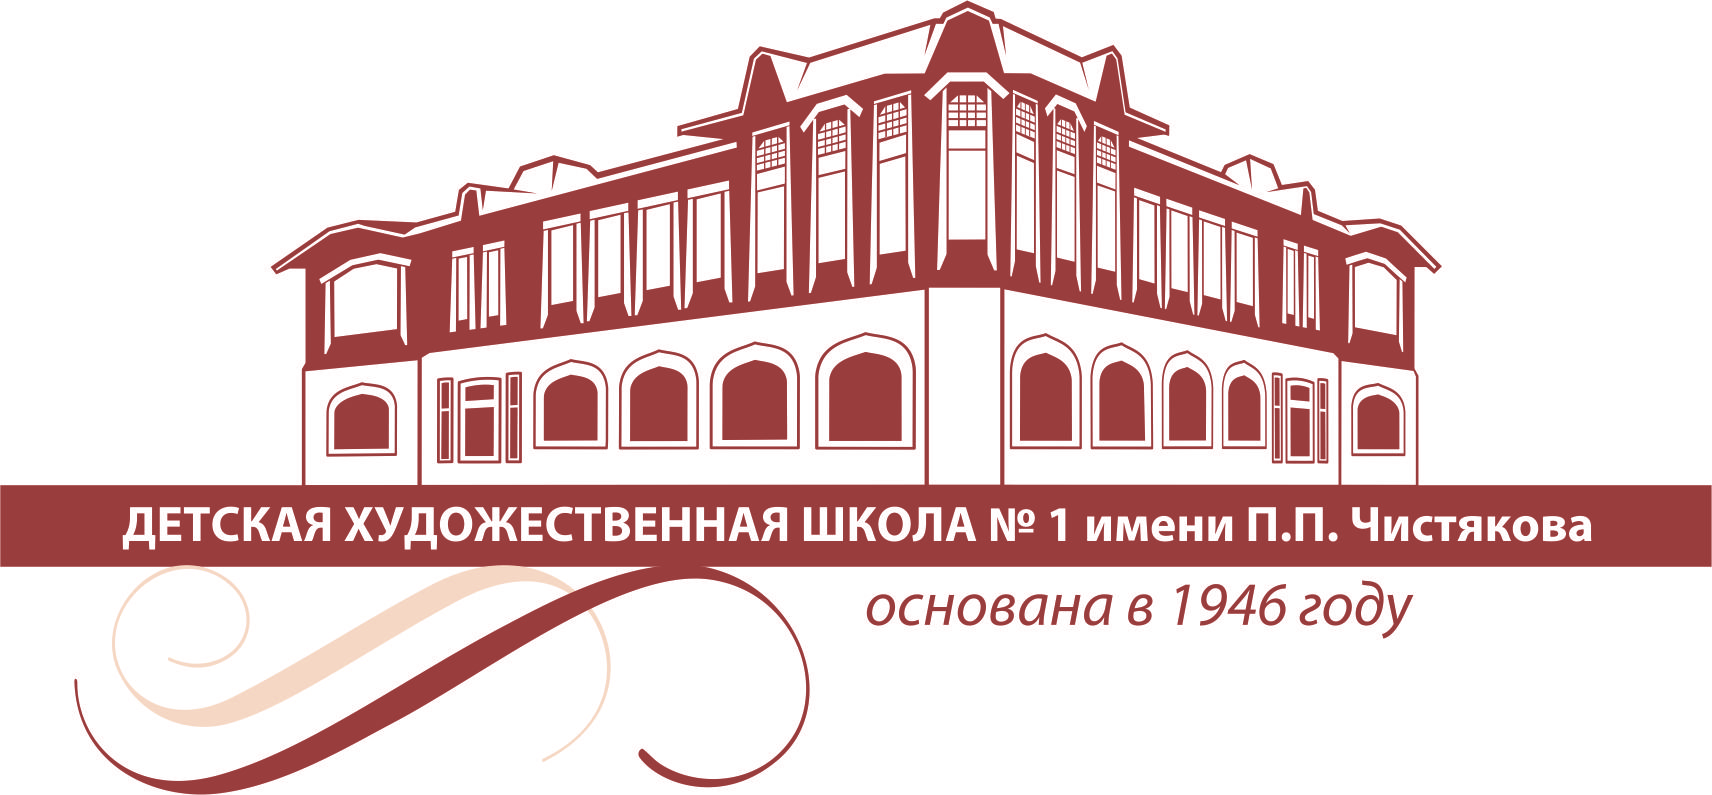 ДЕТСКАЯ ХУДОЖЕСТВЕННАЯ ШКОЛА № 1 имени П.П. Чистякова
основана в 1946 году